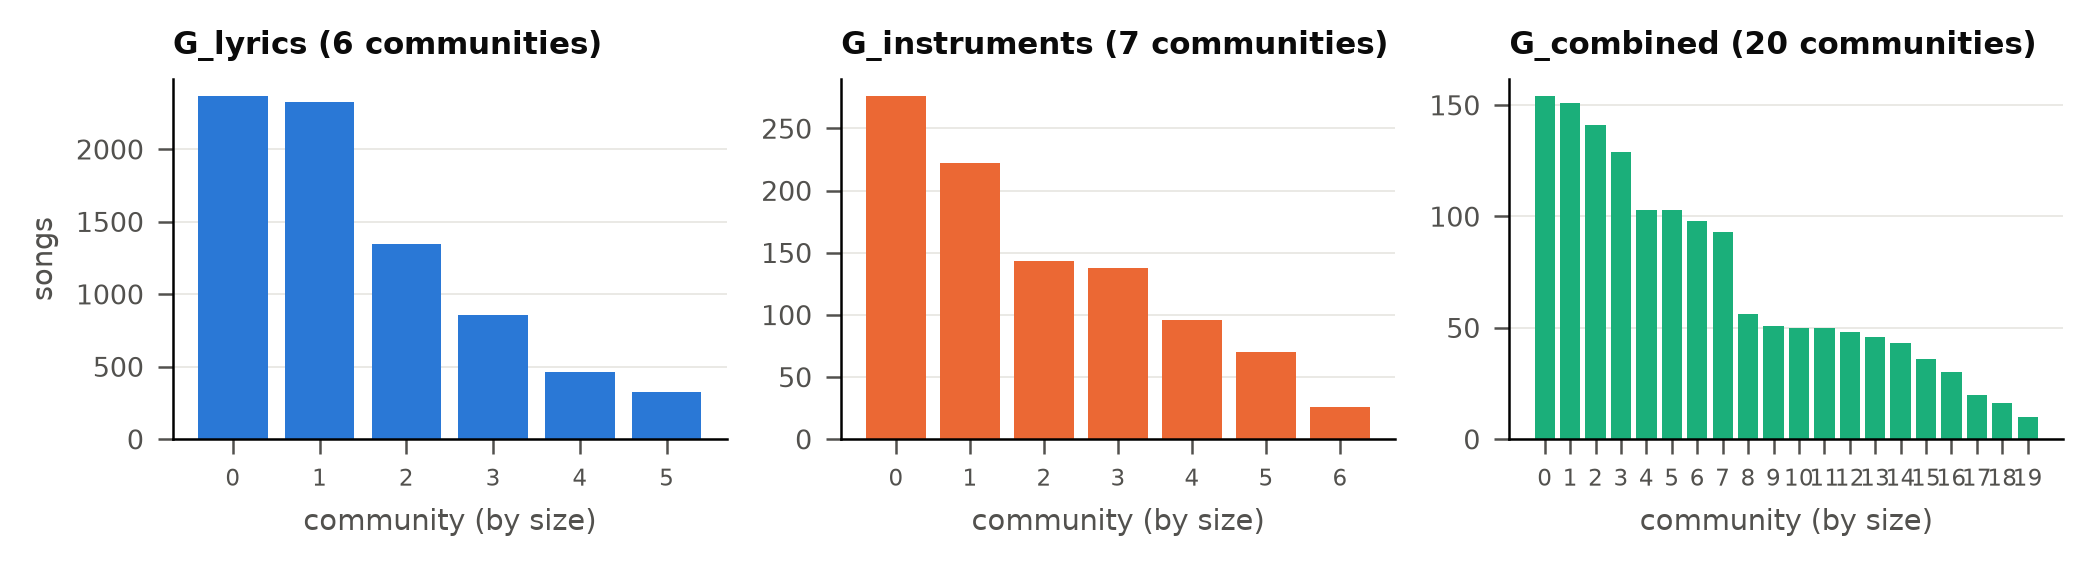 G_lyrics (6 communities)
songs
2000
1500
1000
500
0
0 1 2 3 4 5
community (by size)
G_instruments (7 communities)
250
200
150
100
50
0
0 1 2 3 4 5 6
community (by size)
G_combined (20 communities)
150
100
50
0
0 1 2 3 4 5 6 7 8 9 10 11 12 13 14 15 16 17 18 19
community (by size)